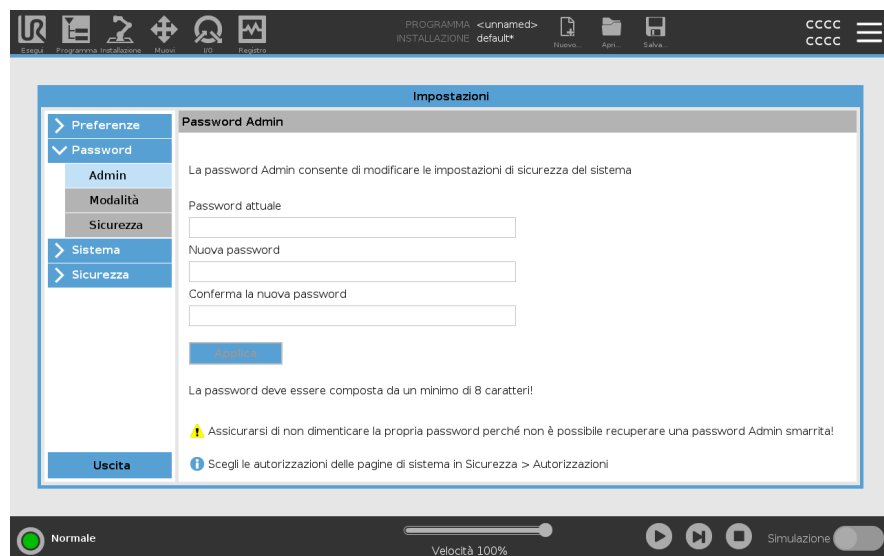 PROGRAMMA <unnamed>
INSTALLAZIONE default*
CCCC
CCCC
Esegui Programma Installazione Muovi I/O Registro
Nuovo... Apri... Salva...
Impostazioni
Preferenze
Password
Admin
Modalità
Sicurezza
Sistema
Sicurezza
Uscita
Password Admin
La password Admin consente di modificare le impostazioni di sicurezza del sistema
Password attuale
Nuova password
Conferma la nuova password
Applica
La password deve essere composta da un minimo di 8 caratteri!
Assicurarsi di non dimenticare la propria password perché non è possibile recuperare una password Admin smarrita!
Scegli le autorizzazioni delle pagine di sistema in Sicurezza > Autorizzazioni
Normale
Velocità 100%
Simulazione